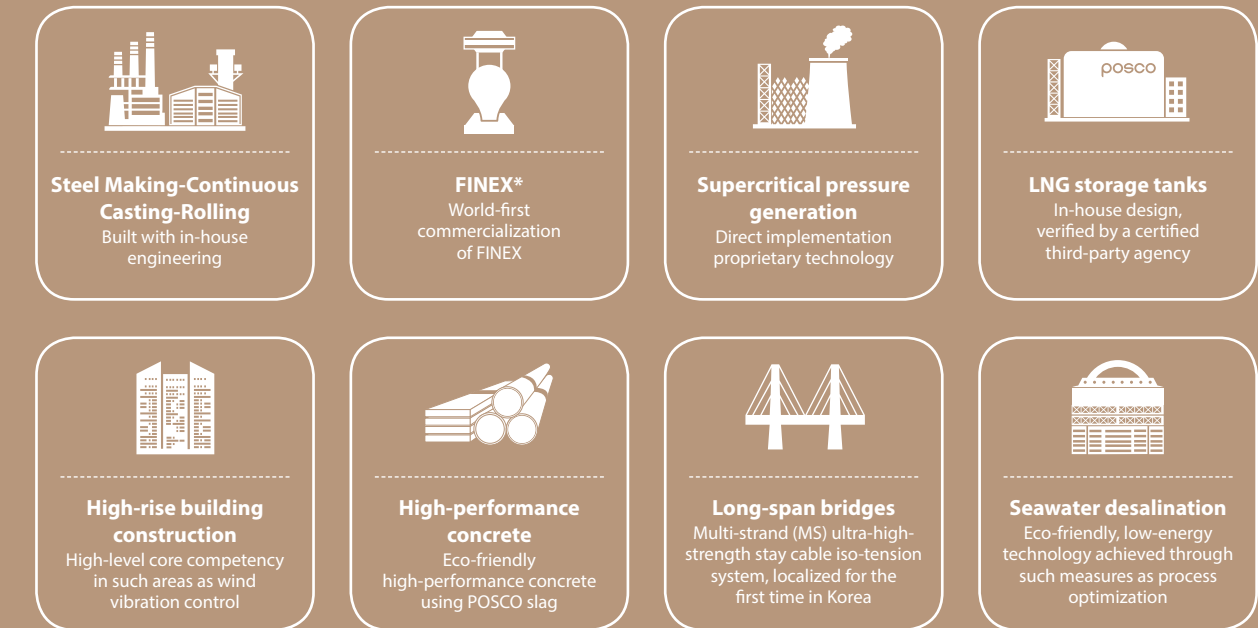 Steel Making-Continuous
Casting-Rolling
Built with in-house
engineering
FINEX*
World-first
commercialization
of FINEX
Supercritical pressure
generation
Direct implementation
proprietary technology
posco
LNG storage tanks
In-house design,
verified by a certified
third-party agency
High-rise building
construction
High-level core competency
in such areas as wind
vibration control
High-performance
concrete
Eco-friendly
high-performance concrete
using POSCO slag
Long-span bridges
Multi-strand (MS) ultra-high-
strength stay cable iso-tension
system, localized for the
first time in Korea
Seawater desalination
Eco-friendly, low-energy
technology achieved through
such measures as process
optimization